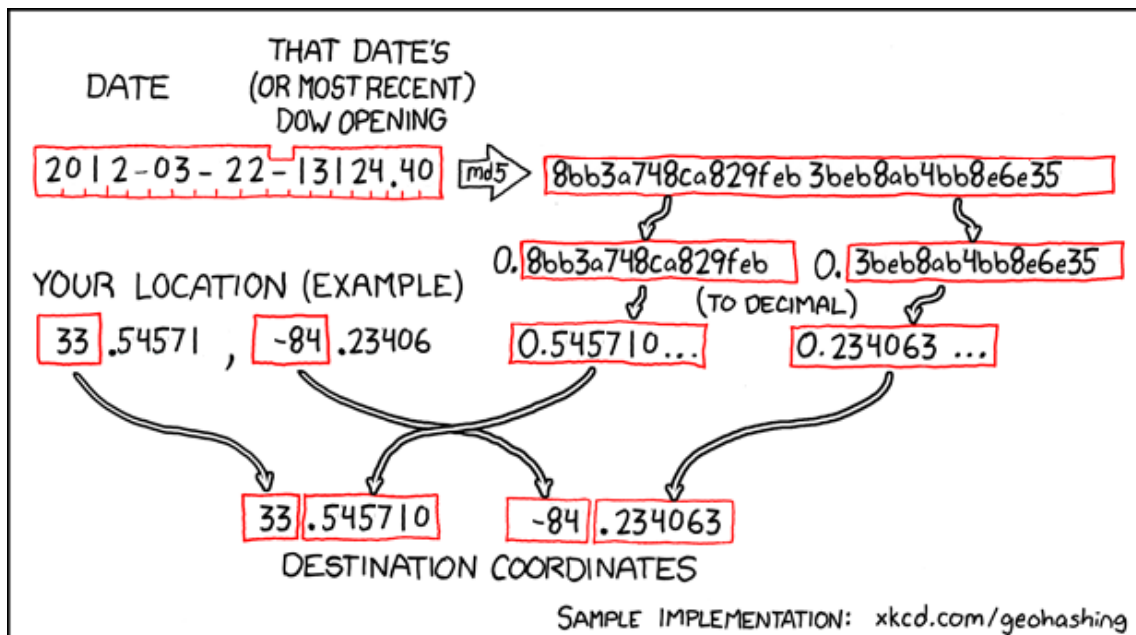 DATE
THAT DATE'S
(OR MOST RECENT)
DOW OPENING
2012-03-22-13124.40
md5
8bb3a748ca829feb3beb8ab4bb8e6e35
0.8bb3a748ca829feb
0.3beb8ab4bb8e6e35
(TO DECIMAL)
0.545710...
0.234063 ...
YOUR LOCATION (EXAMPLE)
33.54571 , -84.23406
33.545710 -84.234063
DESTINATION COORDINATES
SAMPLE IMPLEMENTATION: xkcd.com/geohashing